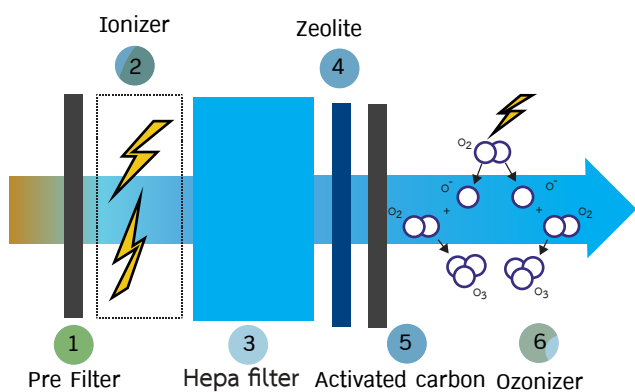 Ionizer
2
Zeolite
4
O2
O-
O-
O2
+
+
O2
O3
O3
1
Pre Filter
3
Hepa filter
5
Activated carbon
6
Ozonizer